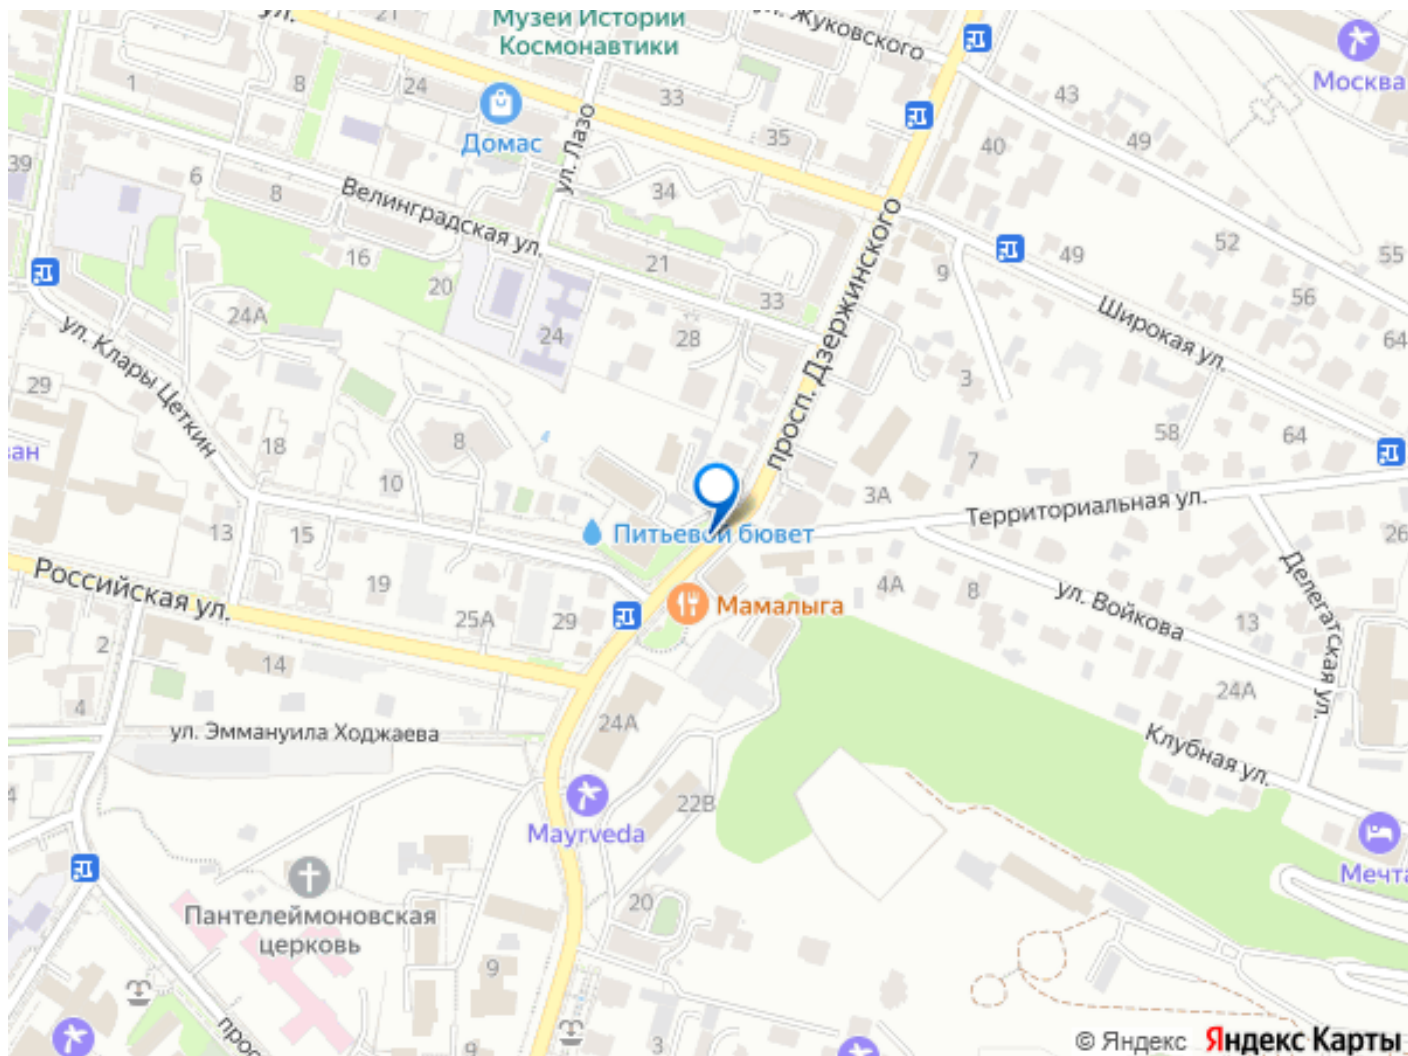 ул.
21
Музей Истории
Космонавтики
ул. Жуковского
Москва
1
8
24
Домас
33
35
ул. Лазо
43
49
40
39
6
8
Велинградская ул.
34
16
20
21
33
52
55
49
9
56
64
Широкая ул.
24А
24
28
просп. Дзержинского
ул. Клары Цеткин
29
18
8
10
3
7
58
64
3А
Территориальная ул.
13
15
Питьевой бювет
26
Российская ул.
19
25А
29
Мамалыга
4А
8
ул. Войкова
13
Делегатская ул.
2
14
4
24А
24А
ул. Эммануила Ходжаева
Клубная ул.
22В
Mayrveda
4
Мечта
Пантелеймоновская
церковь
20
9
3
© Яндекс
Яндекс Карты